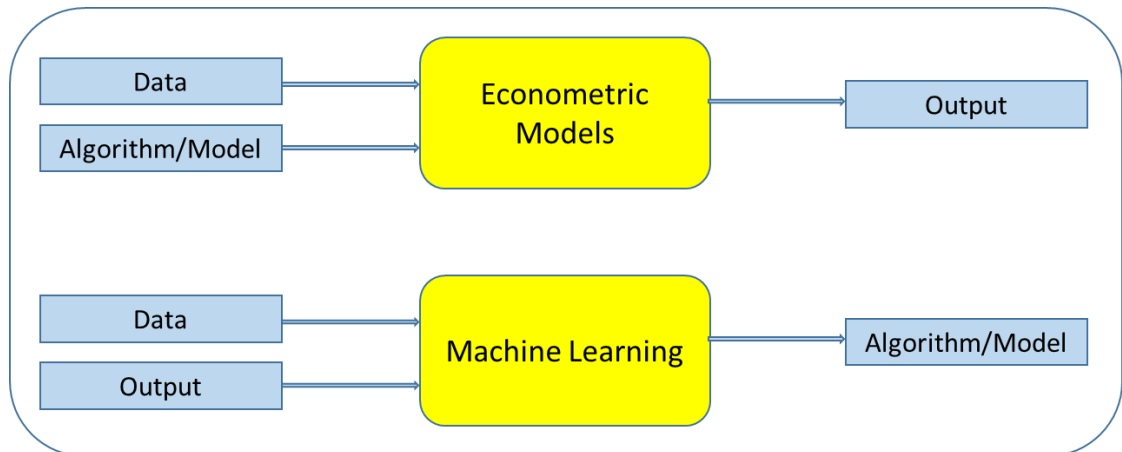 Data
Algorithm/Model
Econometric
Models
Output
Data
Output
Machine Learning
Algorithm/Model